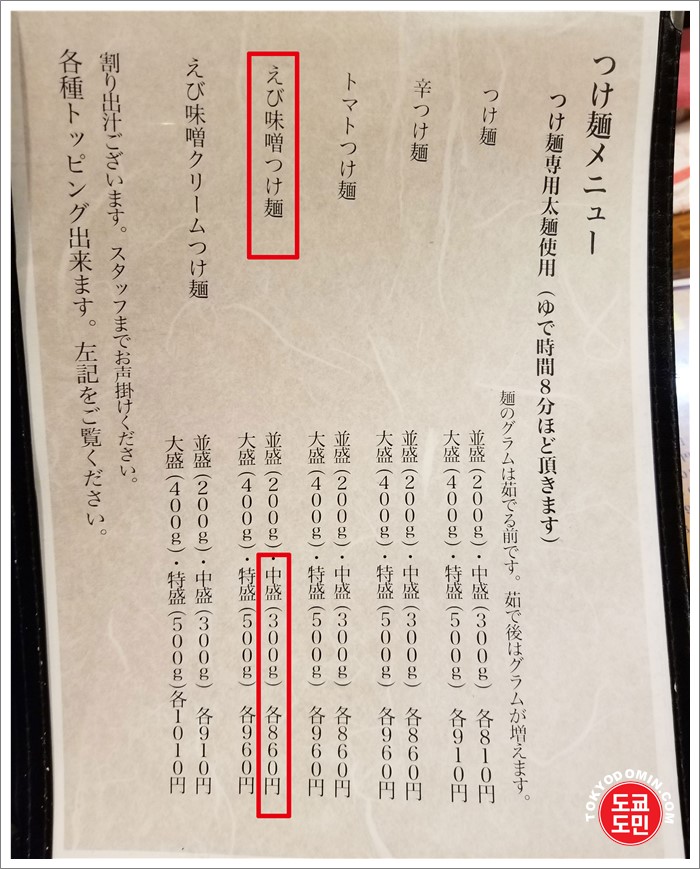 つけ麺メニュー
つけ麺専用太麺使用（ゆで時間８分ほど頂きます）
麺のグラムは茹でる前です。茹で後はグラムが増えます。
つけ麺
並盛（２００ｇ）・中盛（３００ｇ）各８１０円
大盛（４００ｇ）・特盛（５００ｇ）各９１０円
辛つけ麺
並盛（２００ｇ）・中盛（３００ｇ）各８６０円
大盛（４００ｇ）・特盛（５００ｇ）各９６０円
トマトつけ麺
並盛（２００ｇ）・中盛（３００ｇ）各８６０円
大盛（４００ｇ）・特盛（５００ｇ）各９６０円
えび味噌つけ麺
並盛（２００ｇ）・中盛（３００ｇ）各８６０円
大盛（４００ｇ）・特盛（５００ｇ）各９６０円
えび味噌クリームつけ麺
並盛（２００ｇ）・中盛（３００ｇ）各９１０円
大盛（４００ｇ）・特盛（５００ｇ）各１０１０円
割り出汁ございます。スタッフまでお声掛けください。
各種トッピング出来ます。左記をご覧ください。
TOKYODOMIN.COM
도쿄
도민